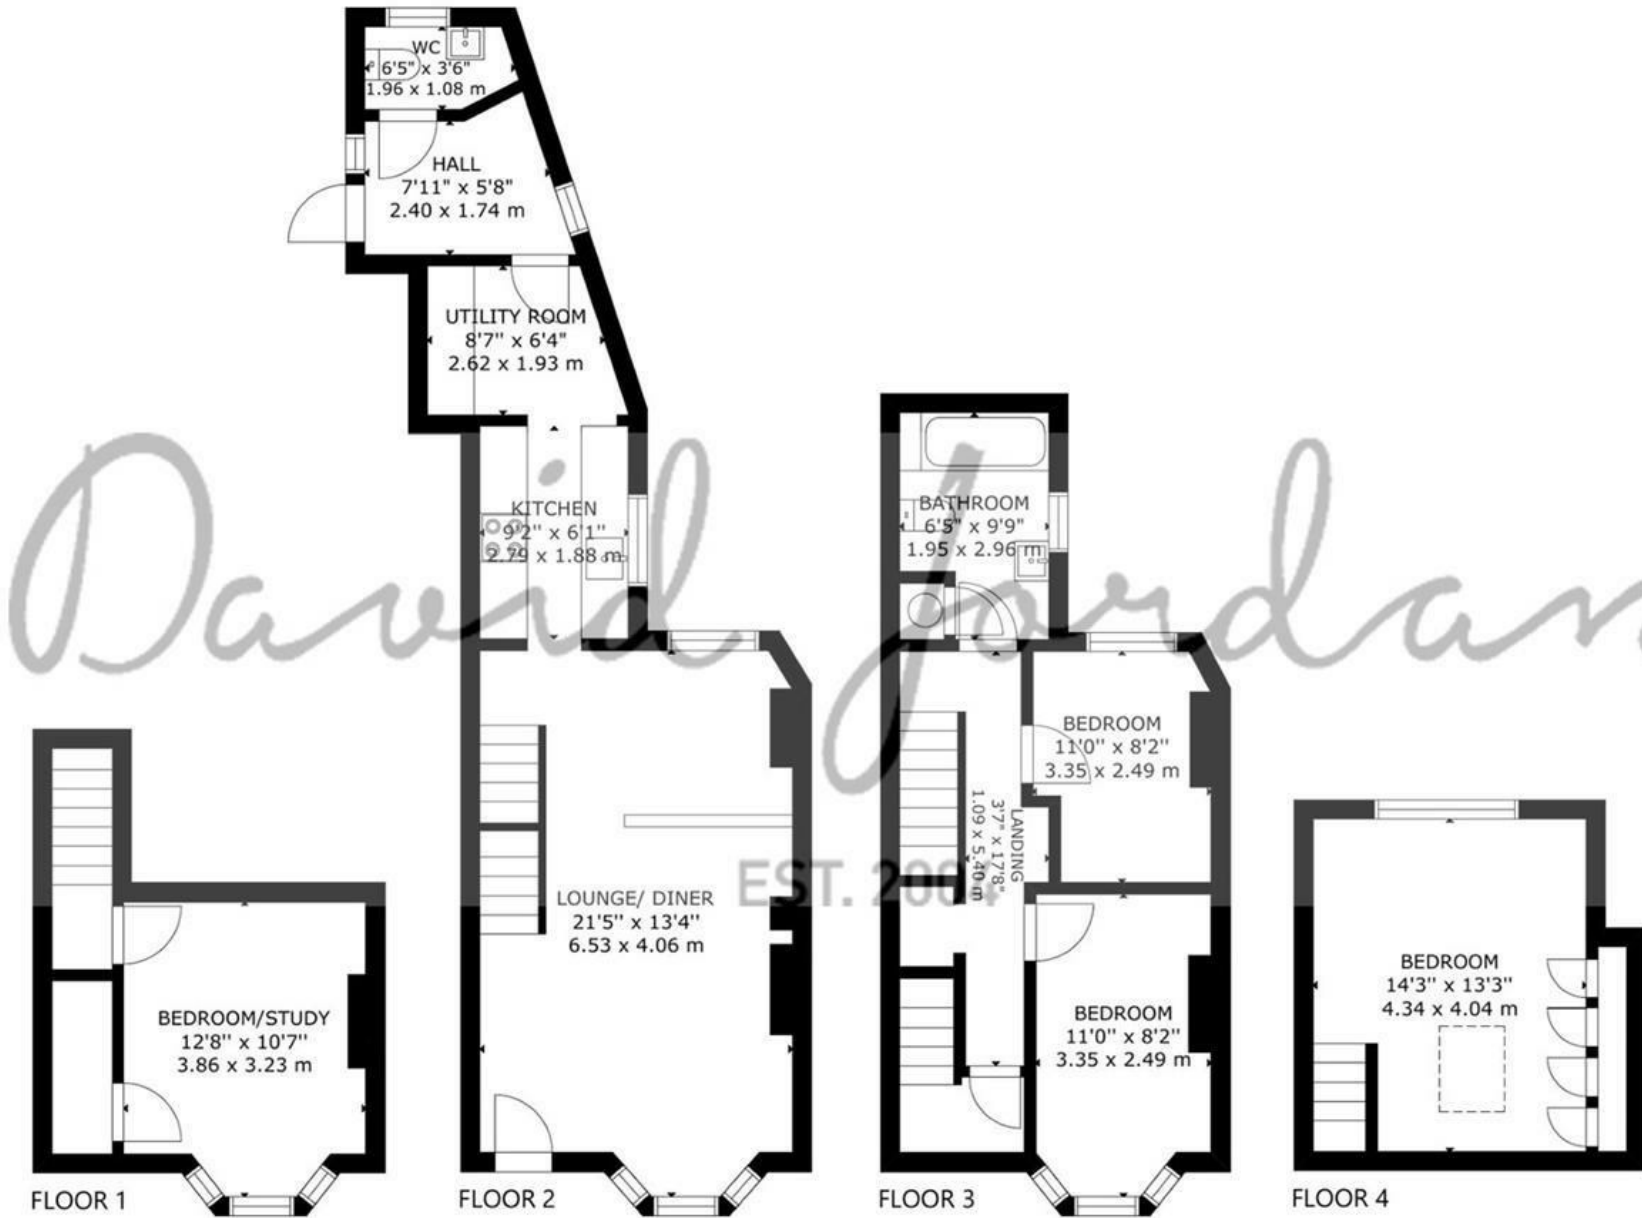 WC
6'5" x 3'6"
1.96 x 1.08 m
HALL
7'11" x 5'8"
2.40 x 1.74 m
UTILITY ROOM
8'7" x 6'4"
2.62 x 1.93 m
KITCHEN
9'2" x 6'1"
2.79 x 1.88 m
LOUNGE/ DINER
21'5" x 13'4"
6.53 x 4.06 m
BEDROOM/STUDY
12'8" x 10'7"
3.86 x 3.23 m
BATHROOM
6'5" x 9'9"
1.95 x 2.96 m
BEDROOM
11'0" x 8'2"
3.35 x 2.49 m
LANDING
3'7" x 17'8"
1.09 x 5.40 m
BEDROOM
11'0" x 8'2"
3.35 x 2.49 m
BEDROOM
14'3" x 13'3"
4.34 x 4.04 m
David Jordan
EST. 2004
FLOOR 1
FLOOR 2
FLOOR 3
FLOOR 4